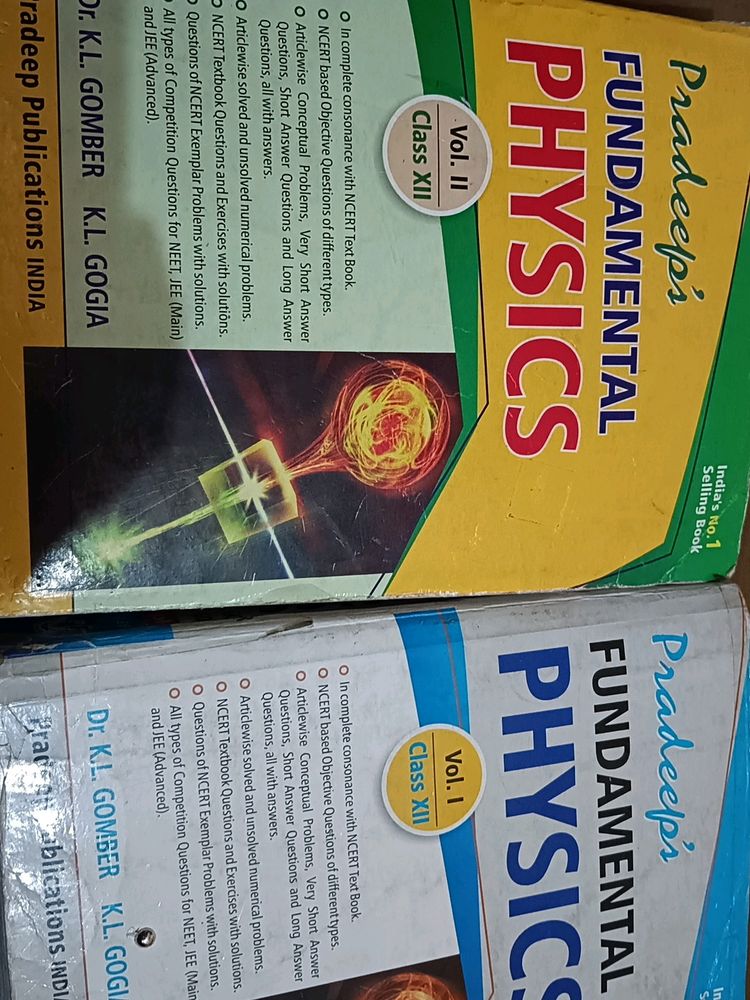 Pradeep's
FUNDAMENTAL
PHYSICS
India's No.1
Selling Book
Vol. II
Class XII
In complete consonance with NCERT Text Book.
NCERT based Objective Questions of different types.
Articlewise Conceptual Problems, Very Short Answer
Questions, Short Answer Questions and Long Answer
Questions, all with answers.
Articlewise solved and unsolved numerical problems.
NCERT Textbook Questions and Exercises with solutions.
Questions of NCERT Exemplar Problems with solutions.
All types of Competition Questions for NEET, JEE (Main)
and JEE (Advanced).
Dr. K.L. GOMBER K.L. GOGIA
Pradeep Publications INDIA
Pradeep's
FUNDAMENTAL
PHYSICS
Vol. I
Class XII
In complete consonance with NCERT Text Book.
NCERT based Objective Questions of different types.
Articlewise Conceptual Problems, Very Short Answer
Questions, Short Answer Questions and Long Answer
Questions, all with answers.
Articlewise solved and unsolved numerical problems.
NCERT Textbook Questions and Exercises with solutions.
Questions of NCERT Exemplar Problems with solutions.
All types of Competition Questions for NEET, JEE (Main
and JEE (Advanced).
Dr. K.L. GOMBER K.L. GOGIA